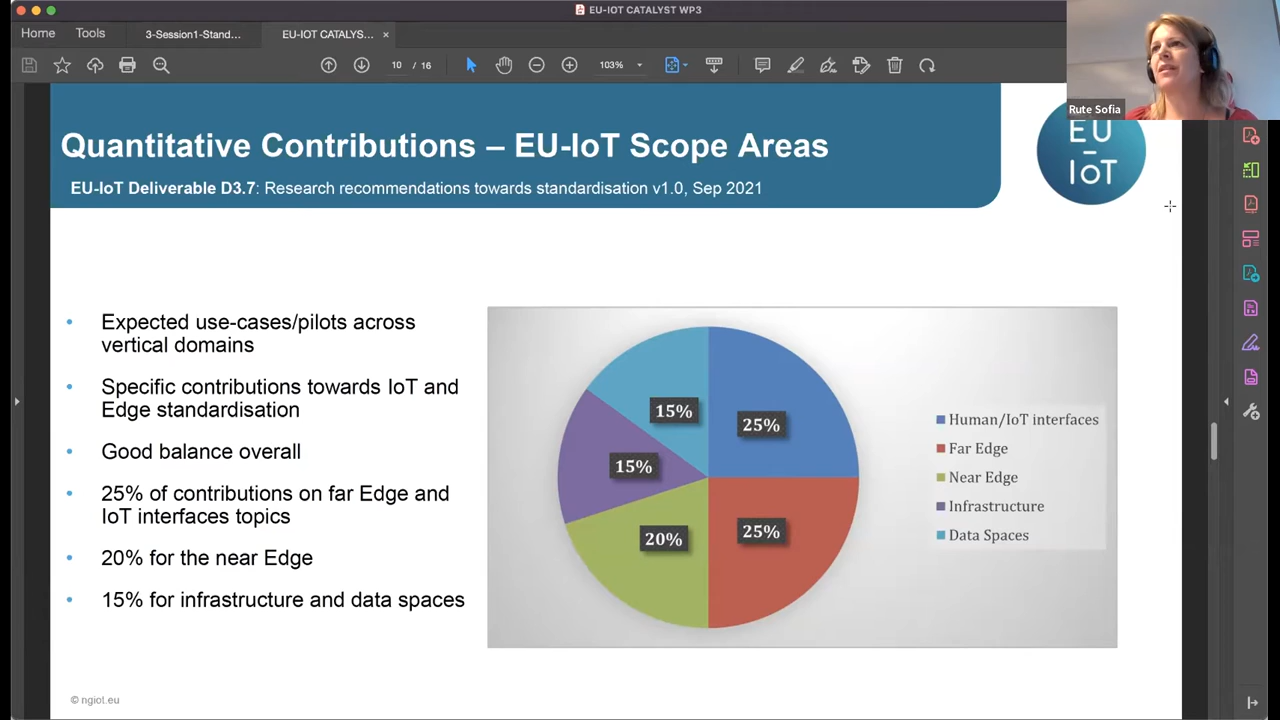 EU-IOT CATALYST WP3
Home
Tools
3-Session1-Stand...
EU-IOT CATALYS...
×
10 / 16
103%
Rute Sofia
Quantitative Contributions – EU-IoT Scope Areas
EU-IoT Deliverable D3.7: Research recommendations towards standardisation v1.0, Sep 2021
EU
–
IoT
• Expected use-cases/pilots across
vertical domains
• Specific contributions towards IoT and
Edge standardisation
• Good balance overall
• 25% of contributions on far Edge and
IoT interfaces topics
• 20% for the near Edge
• 15% for infrastructure and data spaces
15%
25%
15%
20%
25%
Human/IoT interfaces
Far Edge
Near Edge
Infrastructure
Data Spaces
© ngiot.eu